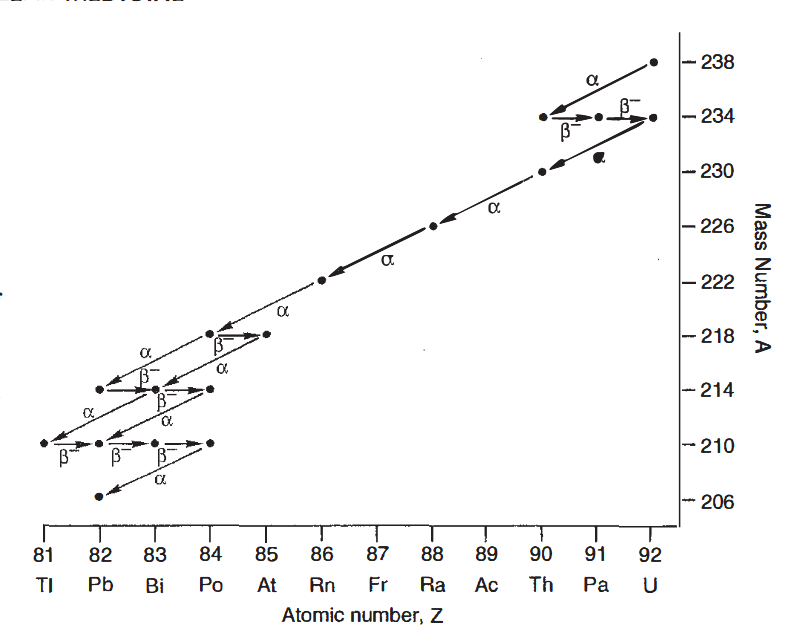 α
238
β⁻
234
β⁻
α
230
α
226
α
222
α
218
β⁻
α
α
β⁻
214
β⁻
α
α
210
β⁻
β⁻
β⁻
α
206
Mass Number, A
81 82 83 84 85 86 87 88 89 90 91 92
Tl Pb Bi Po At Rn Fr Ra Ac Th Pa U
Atomic number, Z